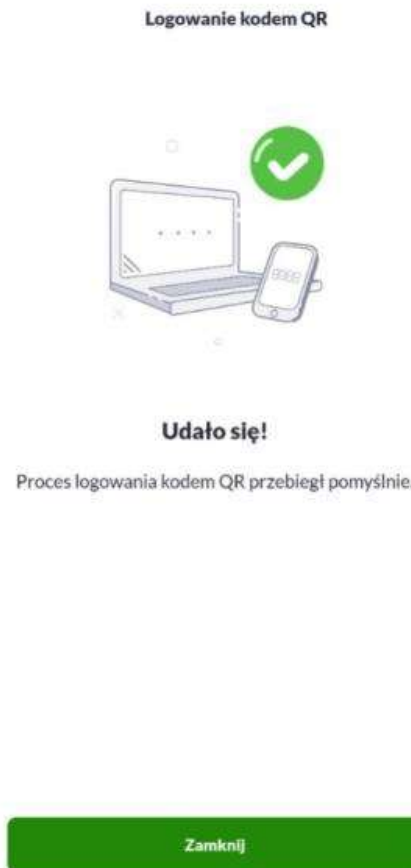 Logowanie kodem QR
Udało się!
Proces logowania kodem QR przebiegł pomyślnie.
Zamknij